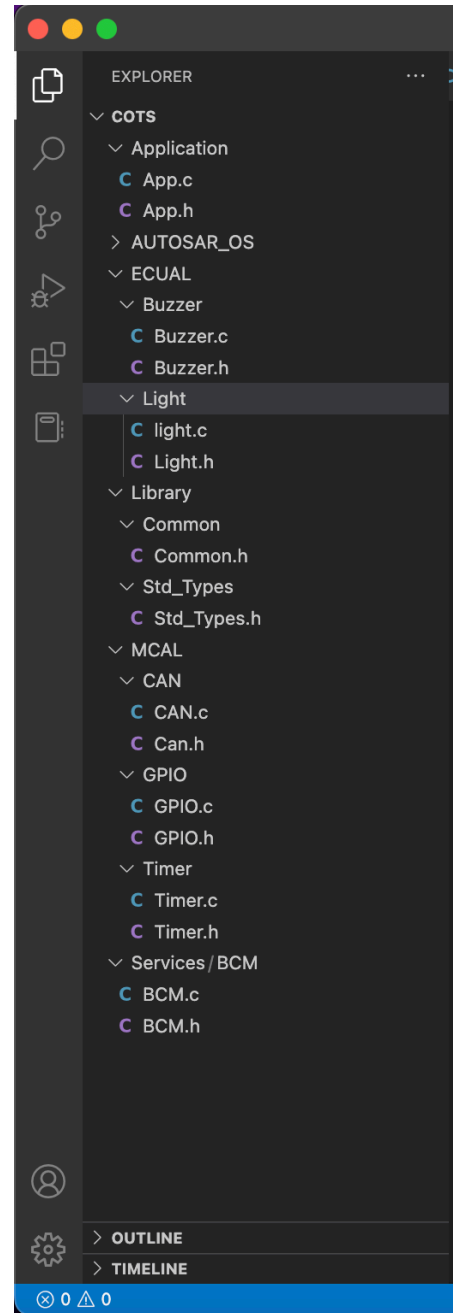 EXPLORER ...
COTS
Application
C App.c
C App.h
AUTOSAR_OS
ECUAL
Buzzer
C Buzzer.c
C Buzzer.h
Light
C light.c
C Light.h
Library
Common
C Common.h
Std_Types
C Std_Types.h
MCAL
CAN
C CAN.c
C Can.h
GPIO
C GPIO.c
C GPIO.h
Timer
C Timer.c
C Timer.h
Services/BCM
C BCM.c
C BCM.h
OUTLINE
TIMELINE
0 0